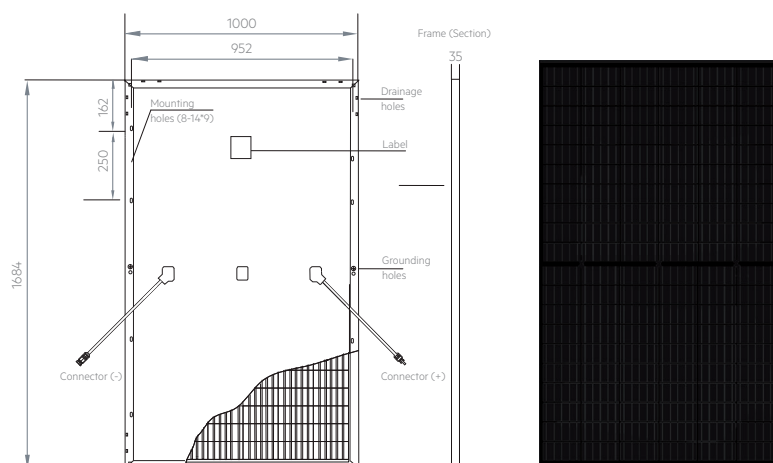 1000
Frame (Section)
952
35
Mounting
holes (8-14*9)
Drainage
holes
162
Label
250
Grounding
holes
1684
Connector (-)
Connector (+)